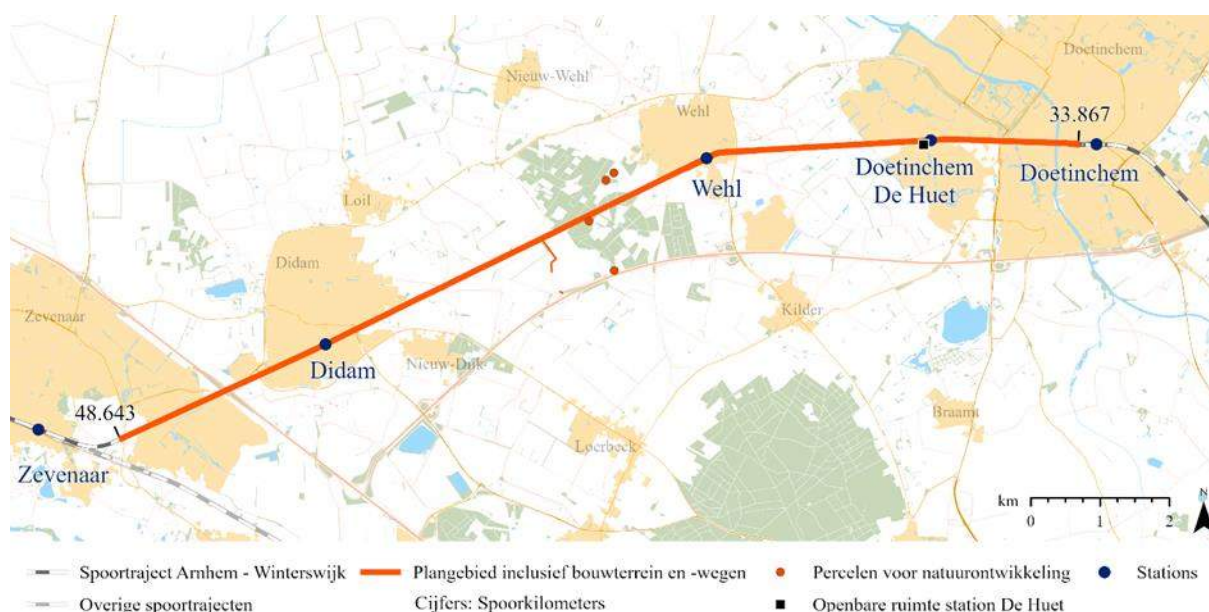 Doetinchem
Nieuw-Wehl
Wehl
33.867
Doetinchem
De Huet
Doetinchem
Wehl
Loil
Didam
Zevenaar
Kilder
Didam
Nieuw-Dijk
48.643
Braamt
Loerbeek
Zevenaar
km
0 1 2
N
Spoortraject Arnhem - Winterswijk
Plangebied inclusief bouwterrein en -wegen
Percelen voor natuurontwikkeling
Stations
Overige spoortrajecten
Cijfers: Spoorkilometers
Openbare ruimte station De Huet